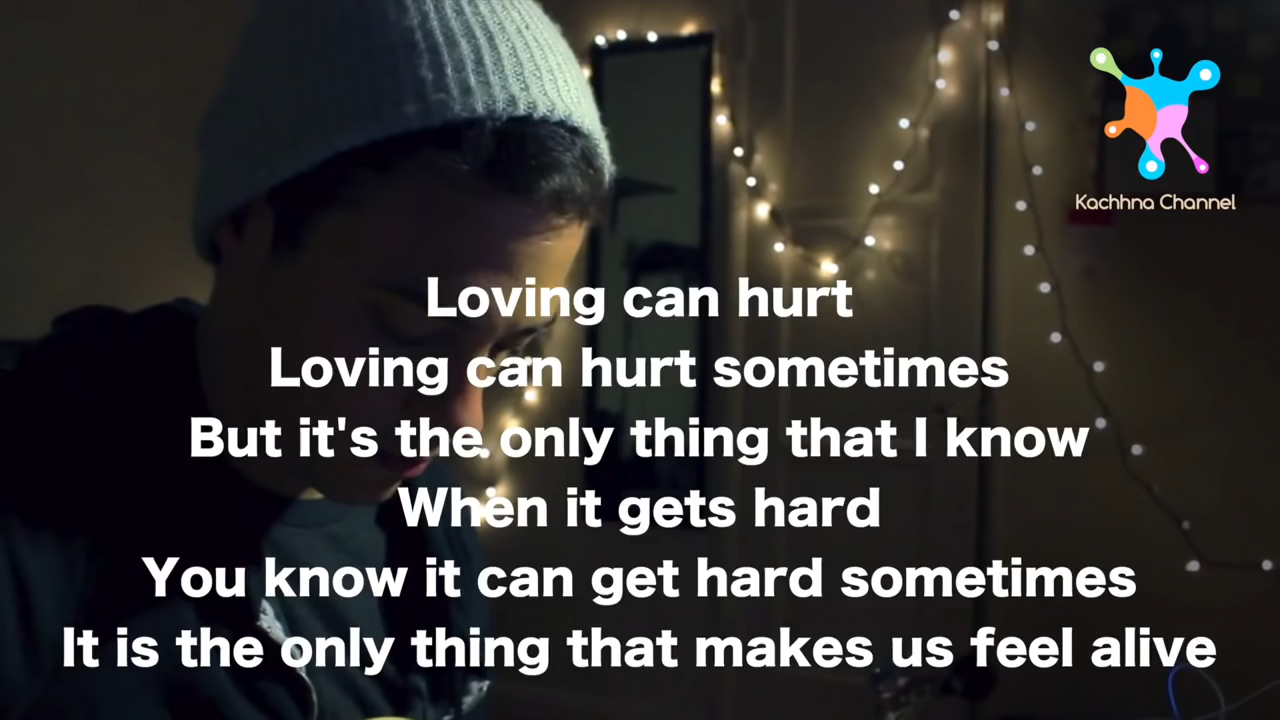 Kachhna Channel
Loving can hurt
Loving can hurt sometimes
But it's the only thing that I know
When it gets hard
You know it can get hard sometimes
It is the only thing that makes us feel alive